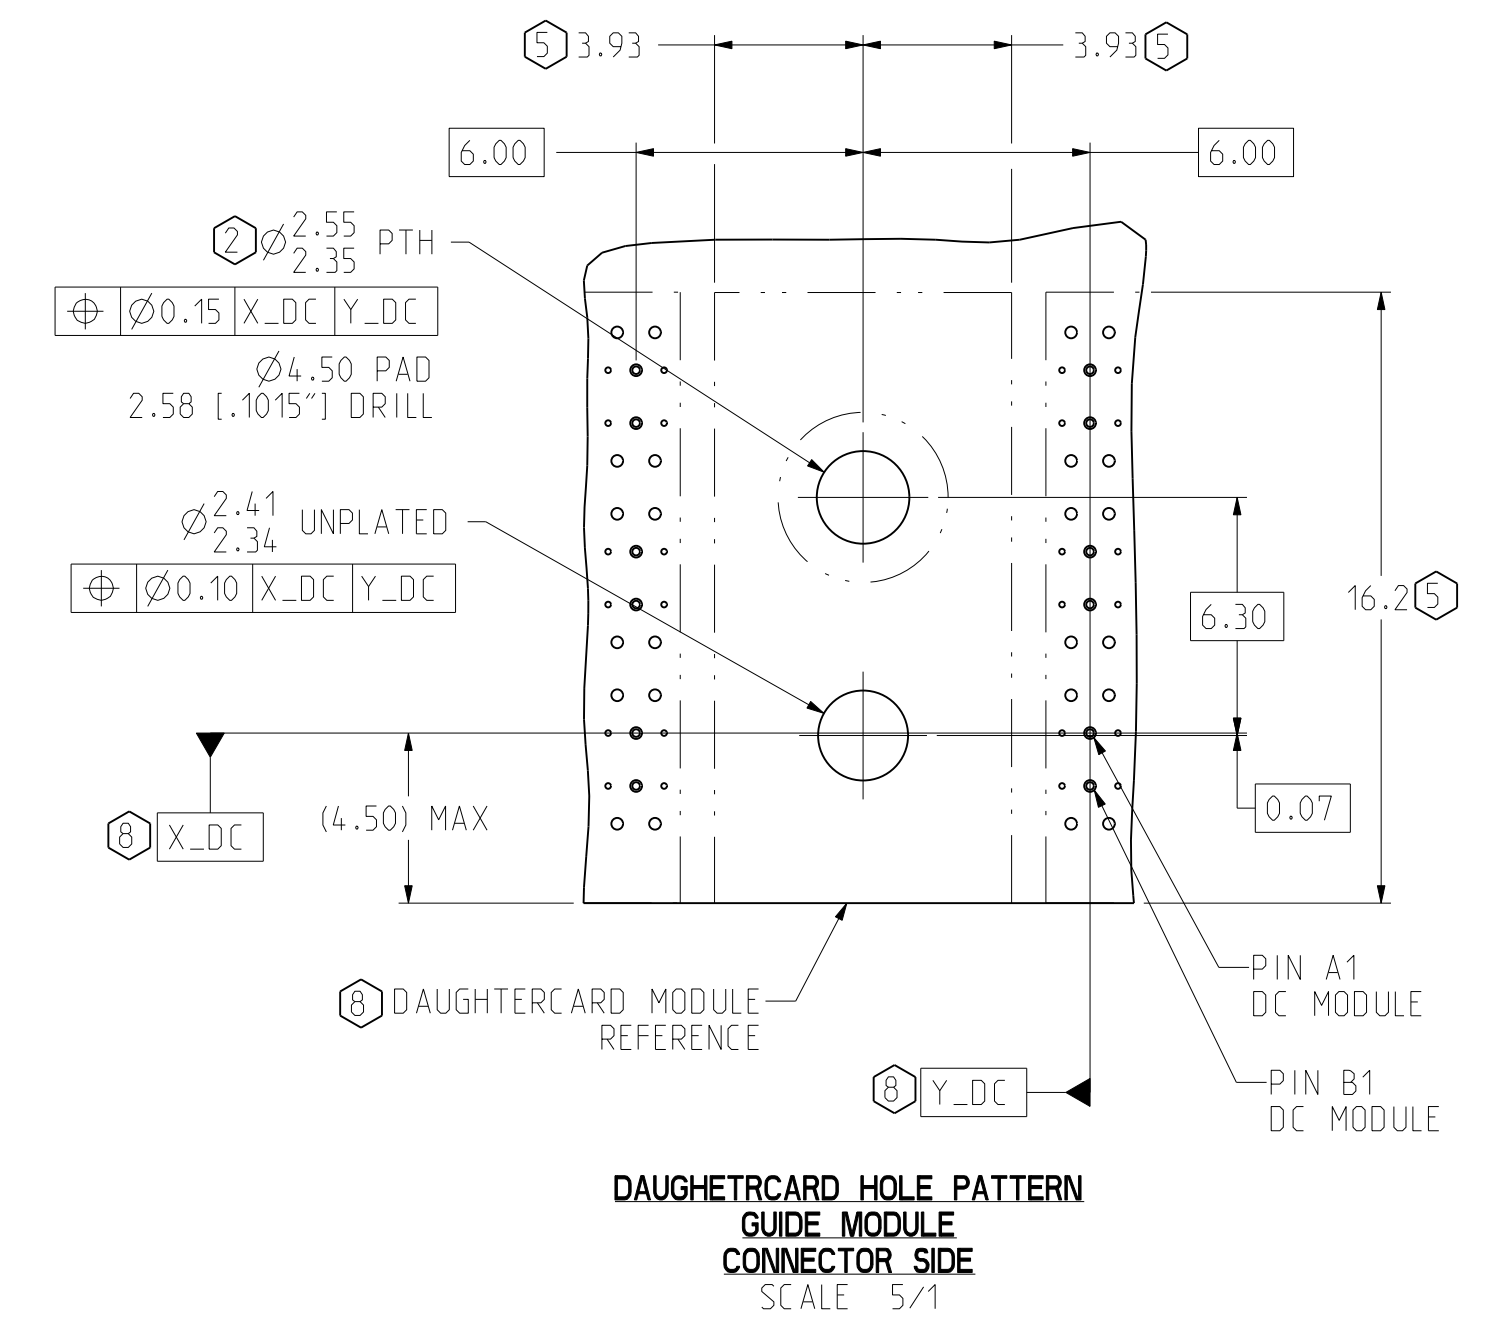 5 3.93
3.93 5
6.00
6.00
2 Ø 2.55
2.35 PTH
⌖ Ø0.15 X_DC Y_DC
Ø4.50 PAD
2.58 [.1015"] DRILL
Ø 2.41
2.34 UNPLATED
⌖ Ø0.10 X_DC Y_DC
16.2 5
6.30
(4.50) MAX
0.07
8 X_DC
PIN A1
DC MODULE
8 DAUGHTERCARD MODULE
REFERENCE
8 Y_DC
PIN B1
DC MODULE
DAUGHETRCARD HOLE PATTERN
GUIDE MODULE
CONNECTOR SIDE
SCALE 5/1